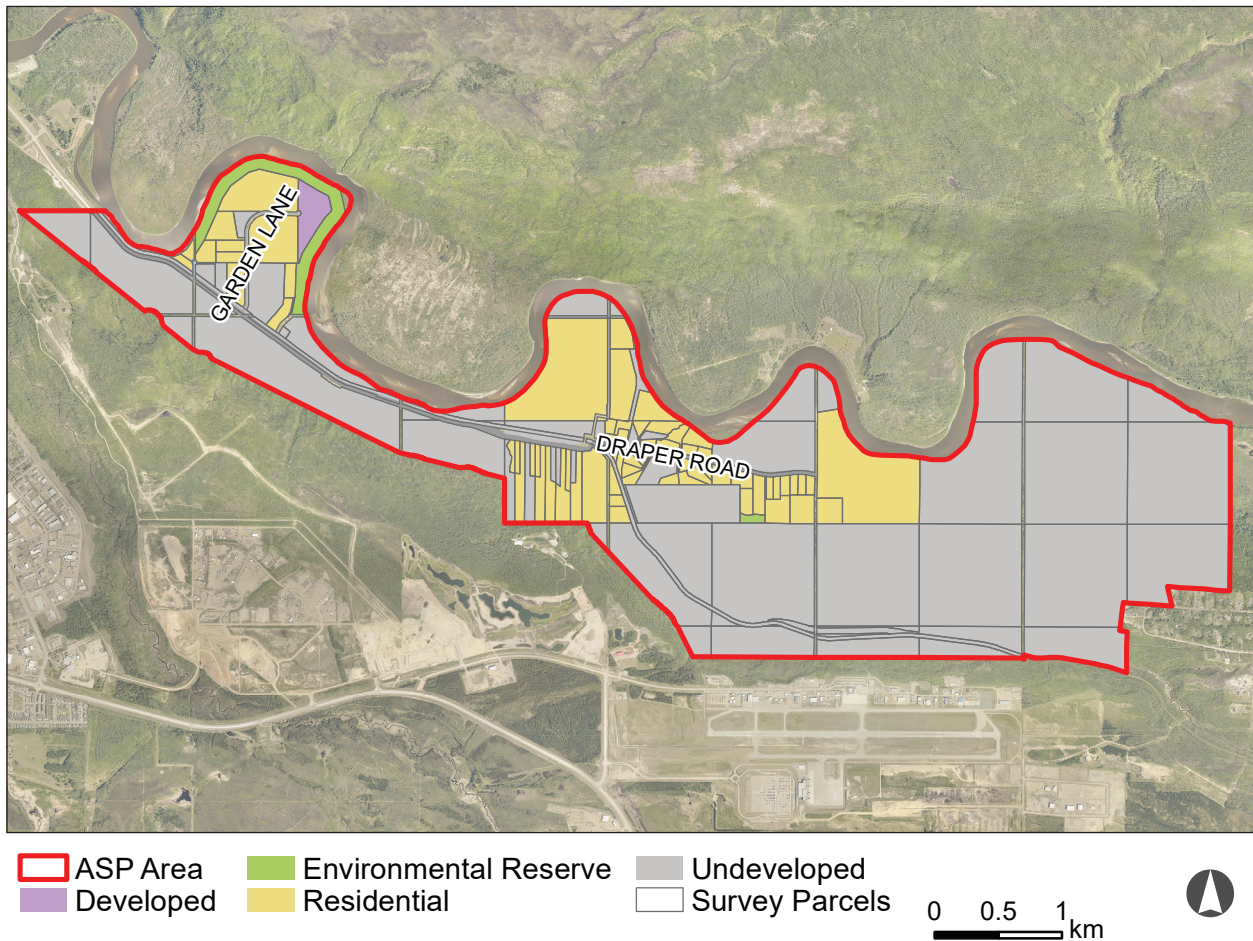 GARDEN LANE
DRAPER ROAD
ASP Area
Environmental Reserve
Undeveloped
Developed
Residential
Survey Parcels
0 0.5 1
km